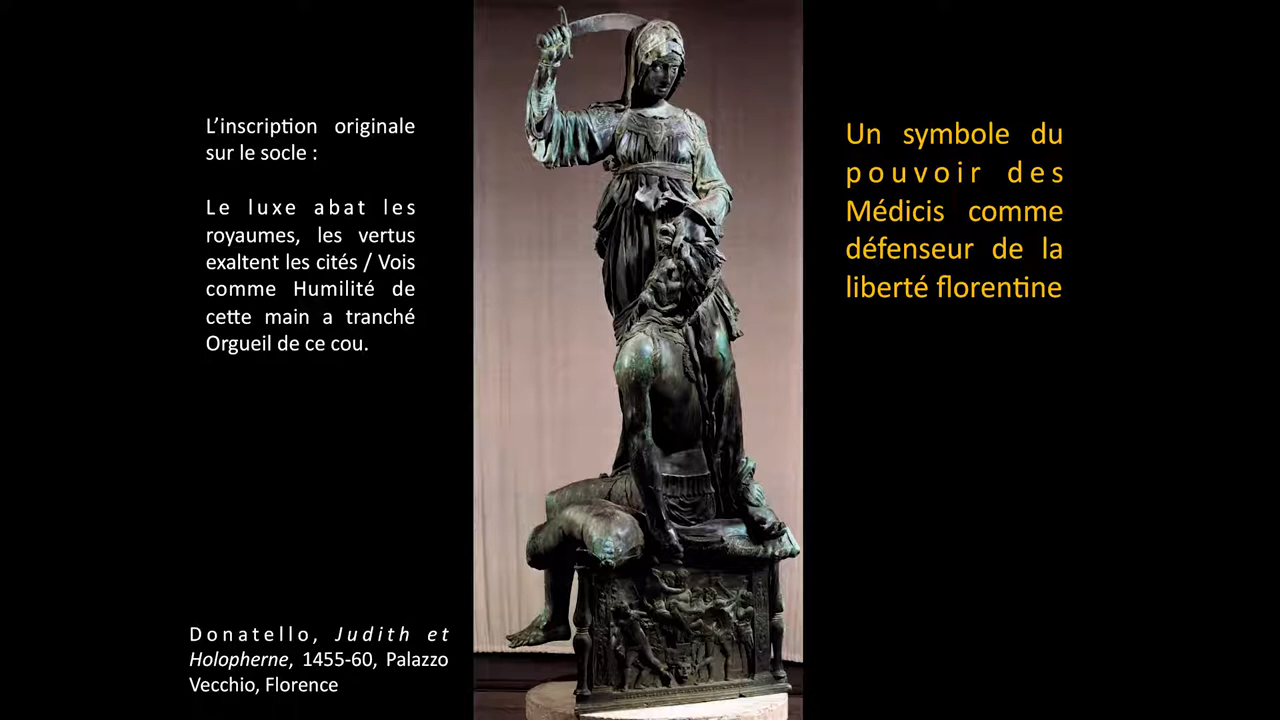 L’inscription originale
sur le socle :
Le luxe abat les
royaumes, les vertus
exaltent les cités / Vois
comme Humilité de
cette main a tranché
Orgueil de ce cou.
Donatello, Judith et
Holopherne, 1455-60, Palazzo
Vecchio, Florence
Un symbole du
pouvoir des
Médicis comme
défenseur de la
liberté florentine